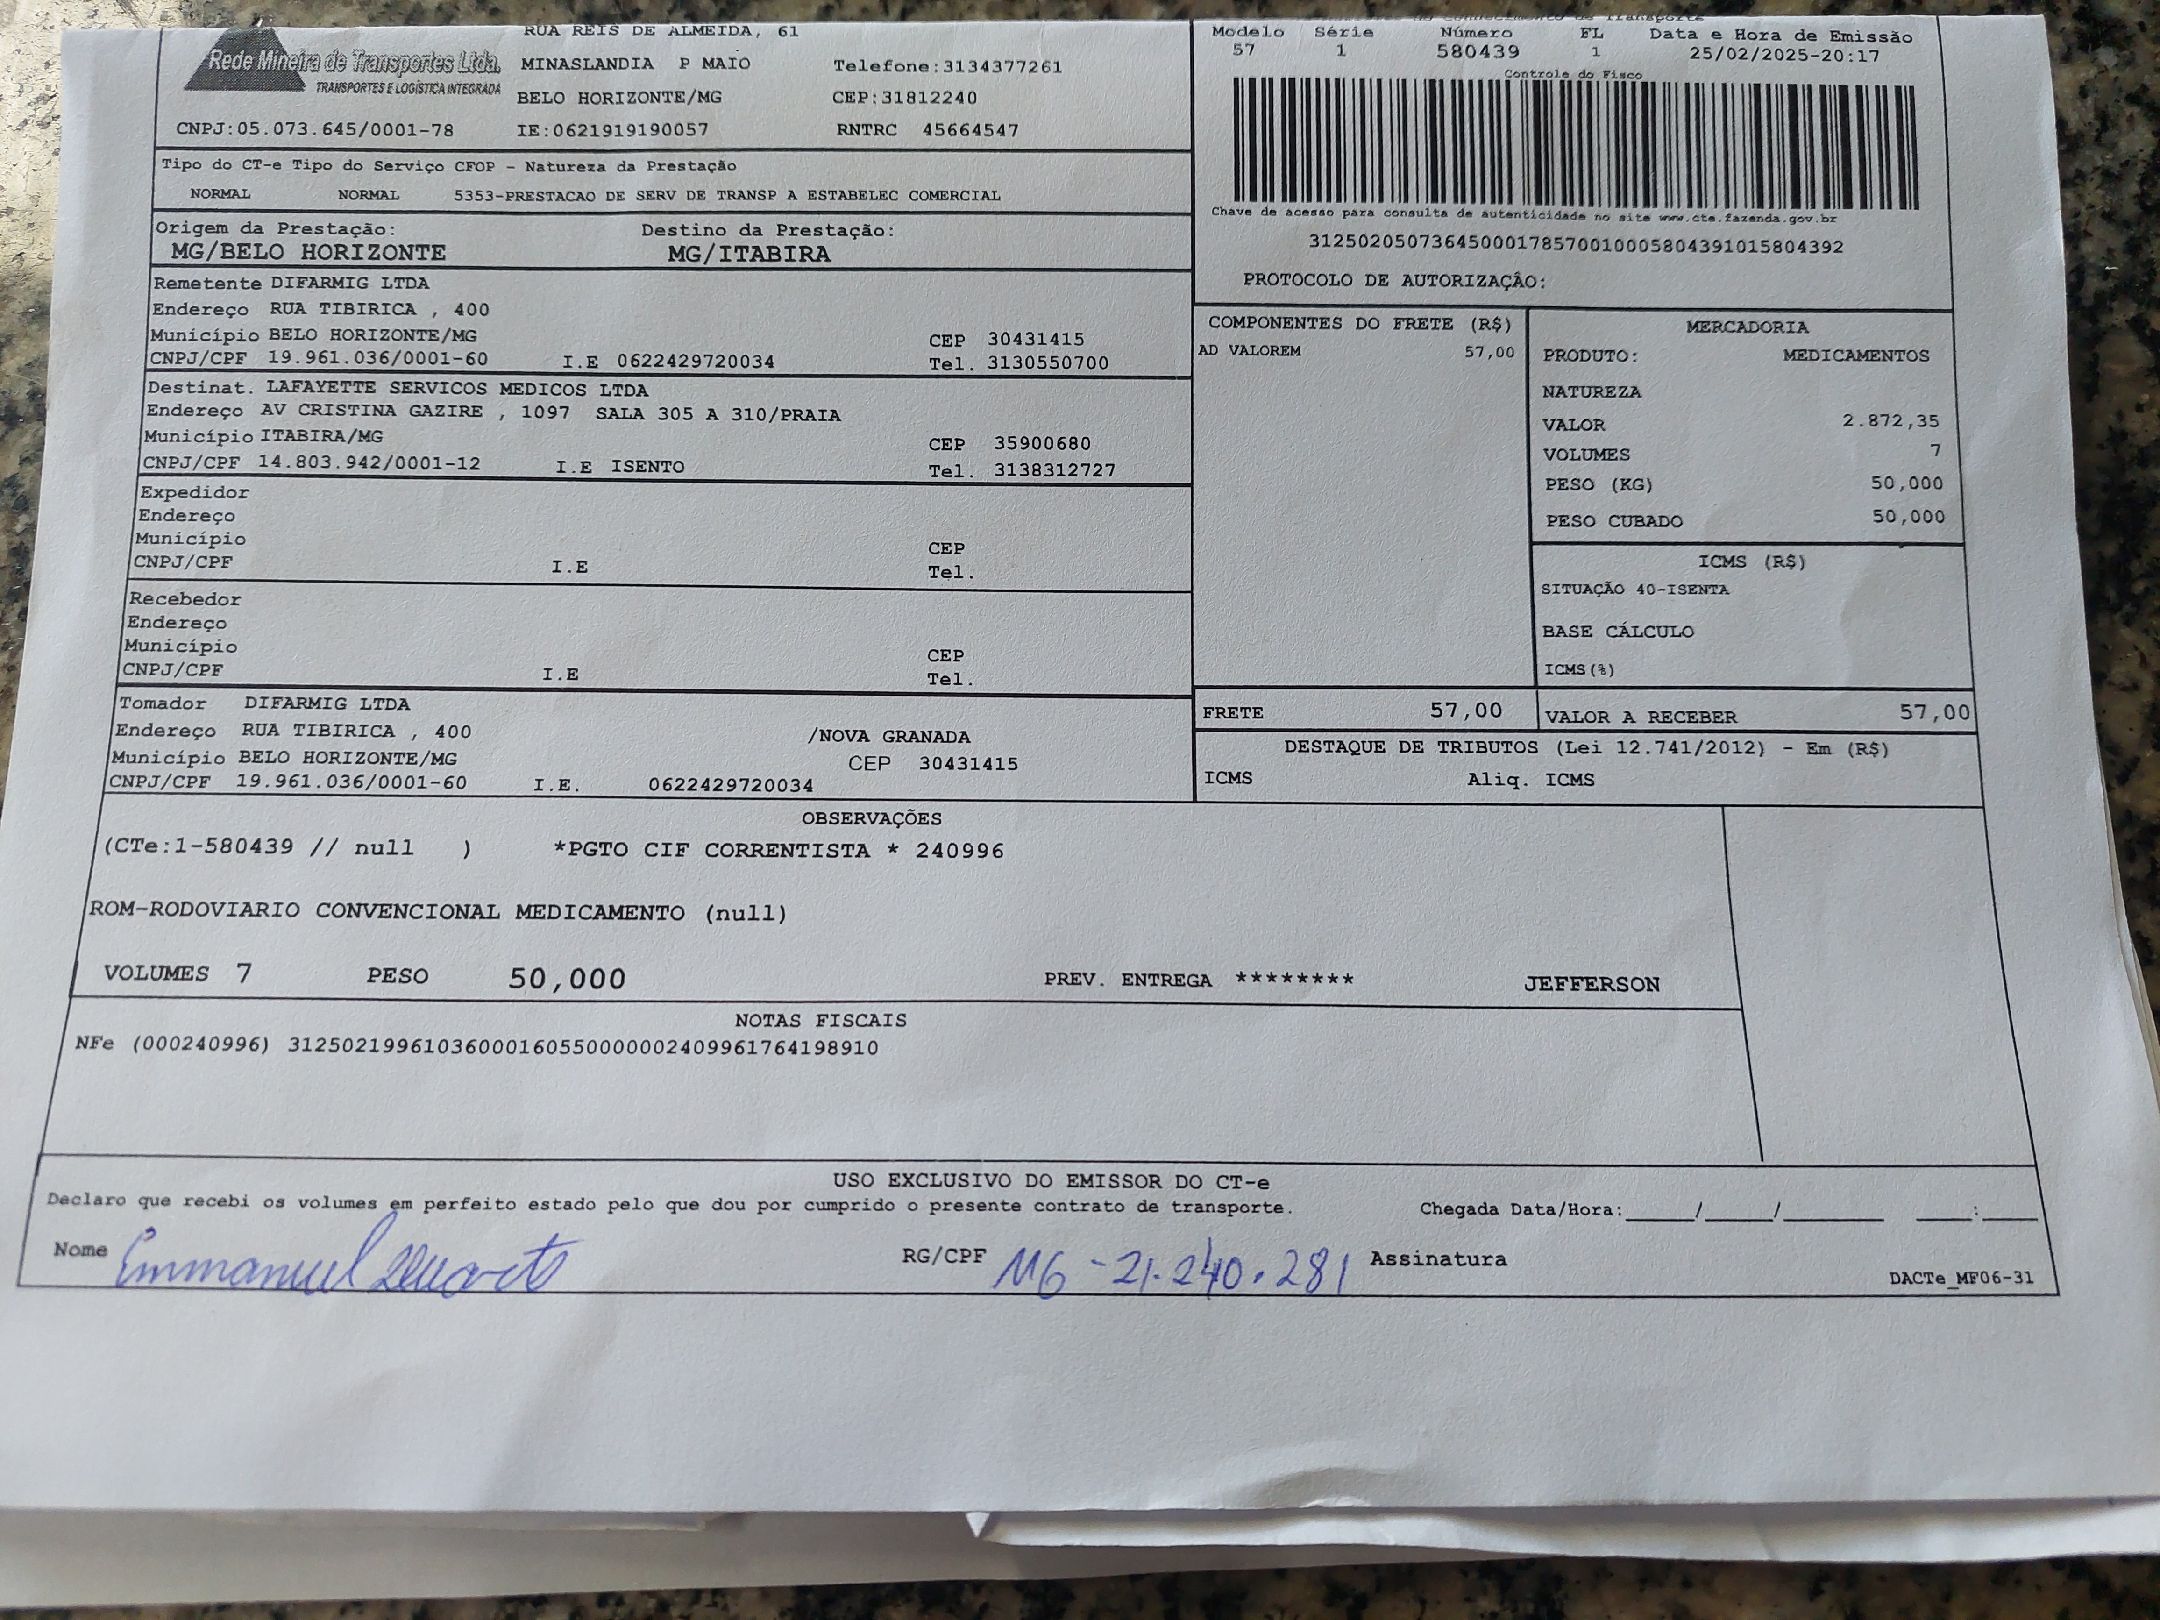 RUA REIS DE ALMEIDA, 61
Rede Mineira de Transportes Ltda.
TRANSPORTES E LOGÍSTICA INTEGRADA
MINASLANDIA P MAIO Telefone:3134377261
BELO HORIZONTE/MG CEP:31812240
CNPJ:05.073.645/0001-78 IE:0621919190057 RNTRC 45664547
Modelo Série Número FL Data e Hora de Emissão
57 1 580439 1 25/02/2025-20:17
Controle do Fisco
Chave de acesso para consulta de autenticidade no site www.cte.fazenda.gov.br
31250205073645000178570010005804391015804392
PROTOCOLO DE AUTORIZAÇÂO:
Tipo do CT-e Tipo do Serviço CFOP - Natureza da Prestação
NORMAL NORMAL 5353-PRESTACAO DE SERV DE TRANSP A ESTABELEC COMERCIAL
Origem da Prestação: Destino da Prestação:
MG/BELO HORIZONTE MG/ITABIRA
Remetente DIFARMIG LTDA
Endereço RUA TIBIRICA , 400
Município BELO HORIZONTE/MG CEP 30431415
CNPJ/CPF 19.961.036/0001-60 I.E 0622429720034 Tel. 3130550700
Destinat. LAFAYETTE SERVICOS MEDICOS LTDA
Endereço AV CRISTINA GAZIRE , 1097 SALA 305 A 310/PRAIA
Município ITABIRA/MG CEP 35900680
CNPJ/CPF 14.803.942/0001-12 I.E ISENTO Tel. 3138312727
Expedidor
Endereço
Município CEP
CNPJ/CPF I.E Tel.
Recebedor
Endereço
Município CEP
CNPJ/CPF I.E Tel.
Tomador DIFARMIG LTDA
Endereço RUA TIBIRICA , 400 /NOVA GRANADA
Município BELO HORIZONTE/MG CEP 30431415
CNPJ/CPF 19.961.036/0001-60 I.E. 0622429720034
COMPONENTES DO FRETE (R$)
AD VALOREM 57,00
MERCADORIA
PRODUTO: MEDICAMENTOS
NATUREZA
VALOR 2.872,35
VOLUMES 7
PESO (KG) 50,000
PESO CUBADO 50,000
ICMS (R$)
SITUAÇÃO 40-ISENTA
BASE CÁLCULO
ICMS(%)
FRETE 57,00 VALOR A RECEBER 57,00
DESTAQUE DE TRIBUTOS (Lei 12.741/2012) - Em (R$)
ICMS Aliq. ICMS
OBSERVAÇÕES
(CTe:1-580439 // null ) *PGTO CIF CORRENTISTA * 240996
ROM-RODOVIARIO CONVENCIONAL MEDICAMENTO (null)
VOLUMES 7 PESO 50,000 PREV. ENTREGA ******** JEFFERSON
NOTAS FISCAIS
NFe (000240996) 31250219961036000160550000002409961764198910
USO EXCLUSIVO DO EMISSOR DO CT-e
Declaro que recebi os volumes em perfeito estado pelo que dou por cumprido o presente contrato de transporte. Chegada Data/Hora:_____/_____/_______ ____:____
Nome Emmanuel RG/CPF MG-21.240.281 Assinatura
DACTe_MF06-31